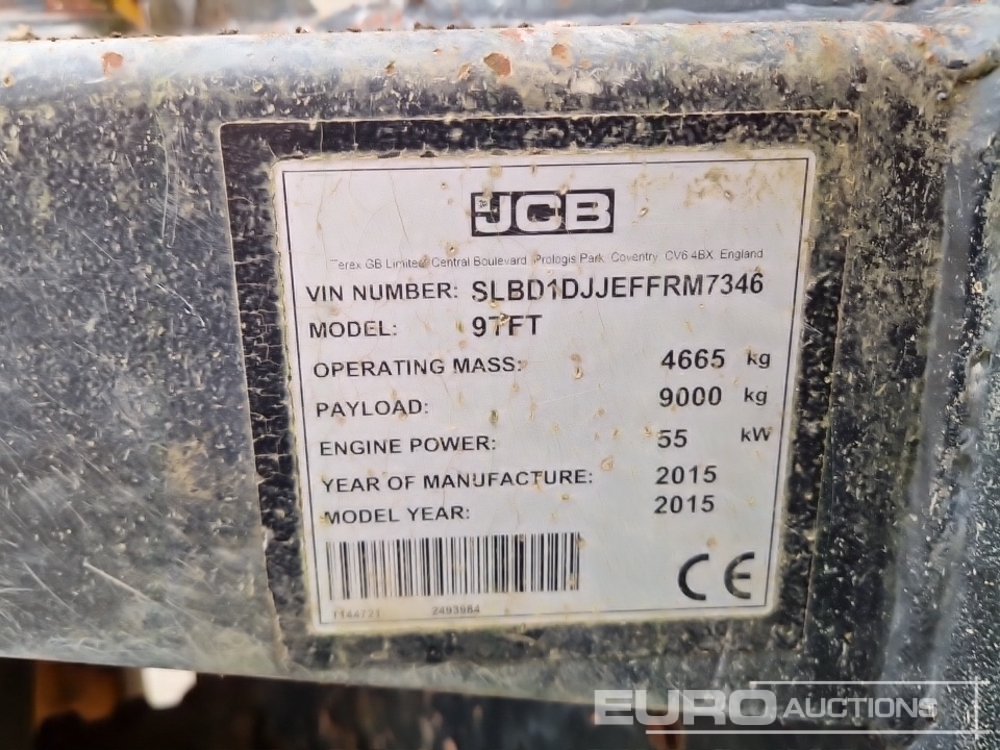 JCB
Terex GB Limited Central Boulevard, Prologis Park, Coventry, CV6 4BX, England
VIN NUMBER: SLBD1DJJEFFRM7346
MODEL: 97FT
OPERATING MASS: 4665 kg
PAYLOAD: 9000 kg
ENGINE POWER: 55 kW
YEAR OF MANUFACTURE: 2015
MODEL YEAR: 2015
1144721 2493984
CE
EURO AUCTIONS